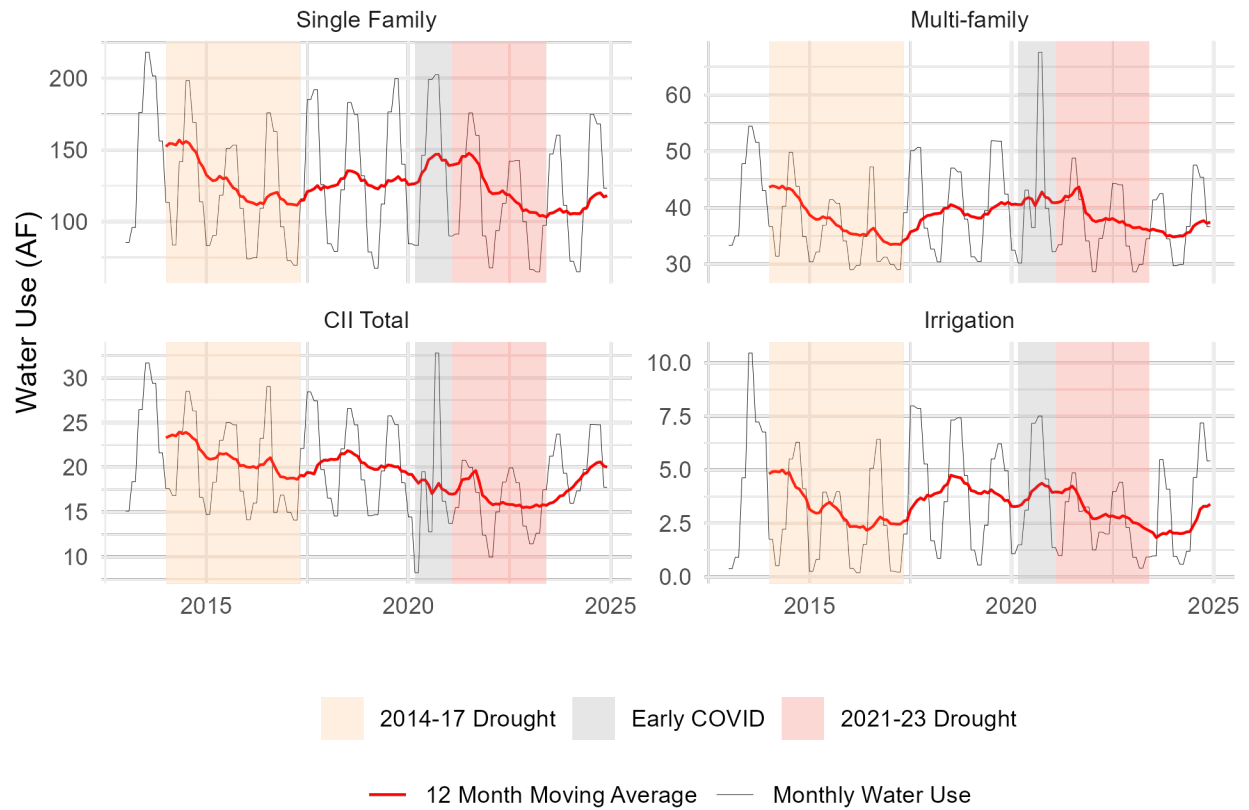 Single Family
Multi-family
200
150
100
60
50
40
30
Water Use (AF)
CII Total
Irrigation
30
25
20
15
10
10.0
7.5
5.0
2.5
0.0
2015
2020
2025
2015
2020
2025
2014-17 Drought
Early COVID
2021-23 Drought
12 Month Moving Average
Monthly Water Use